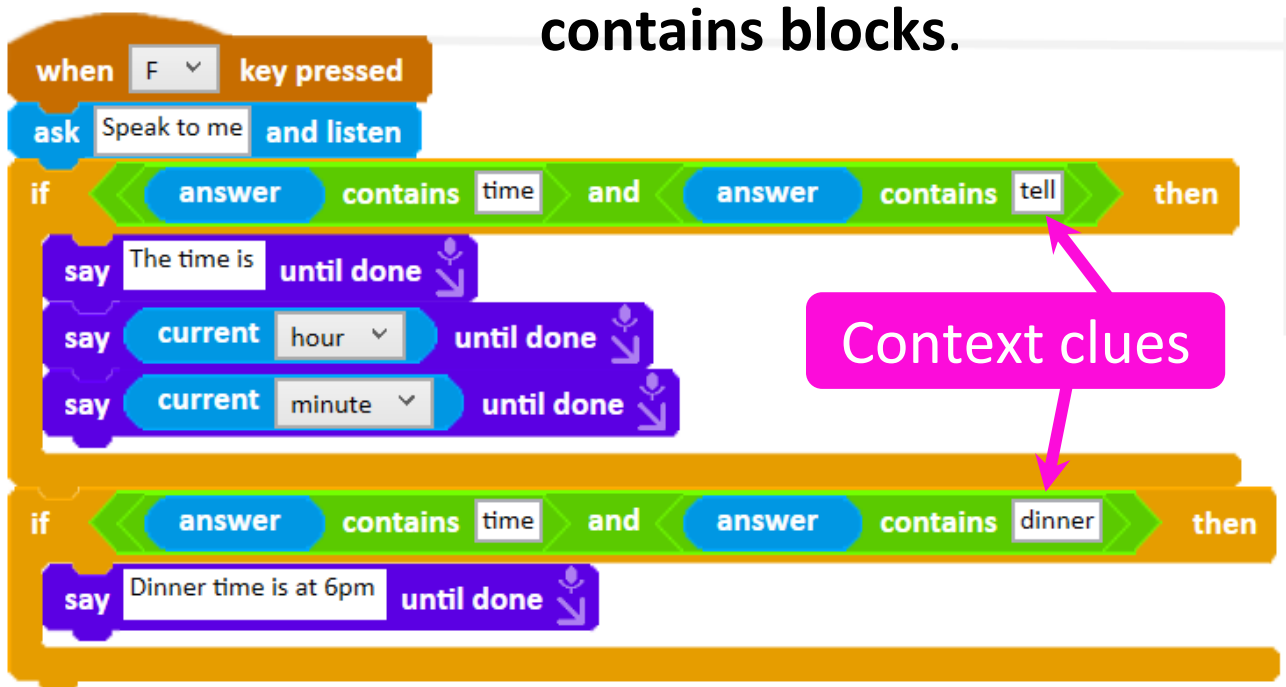 contains blocks.
when F key pressed
ask Speak to me and listen
if answer contains time and answer contains tell then
say The time is until done
say current hour until done
Context clues
say current minute until done
if answer contains time and answer contains dinner then
say Dinner time is at 6pm until done